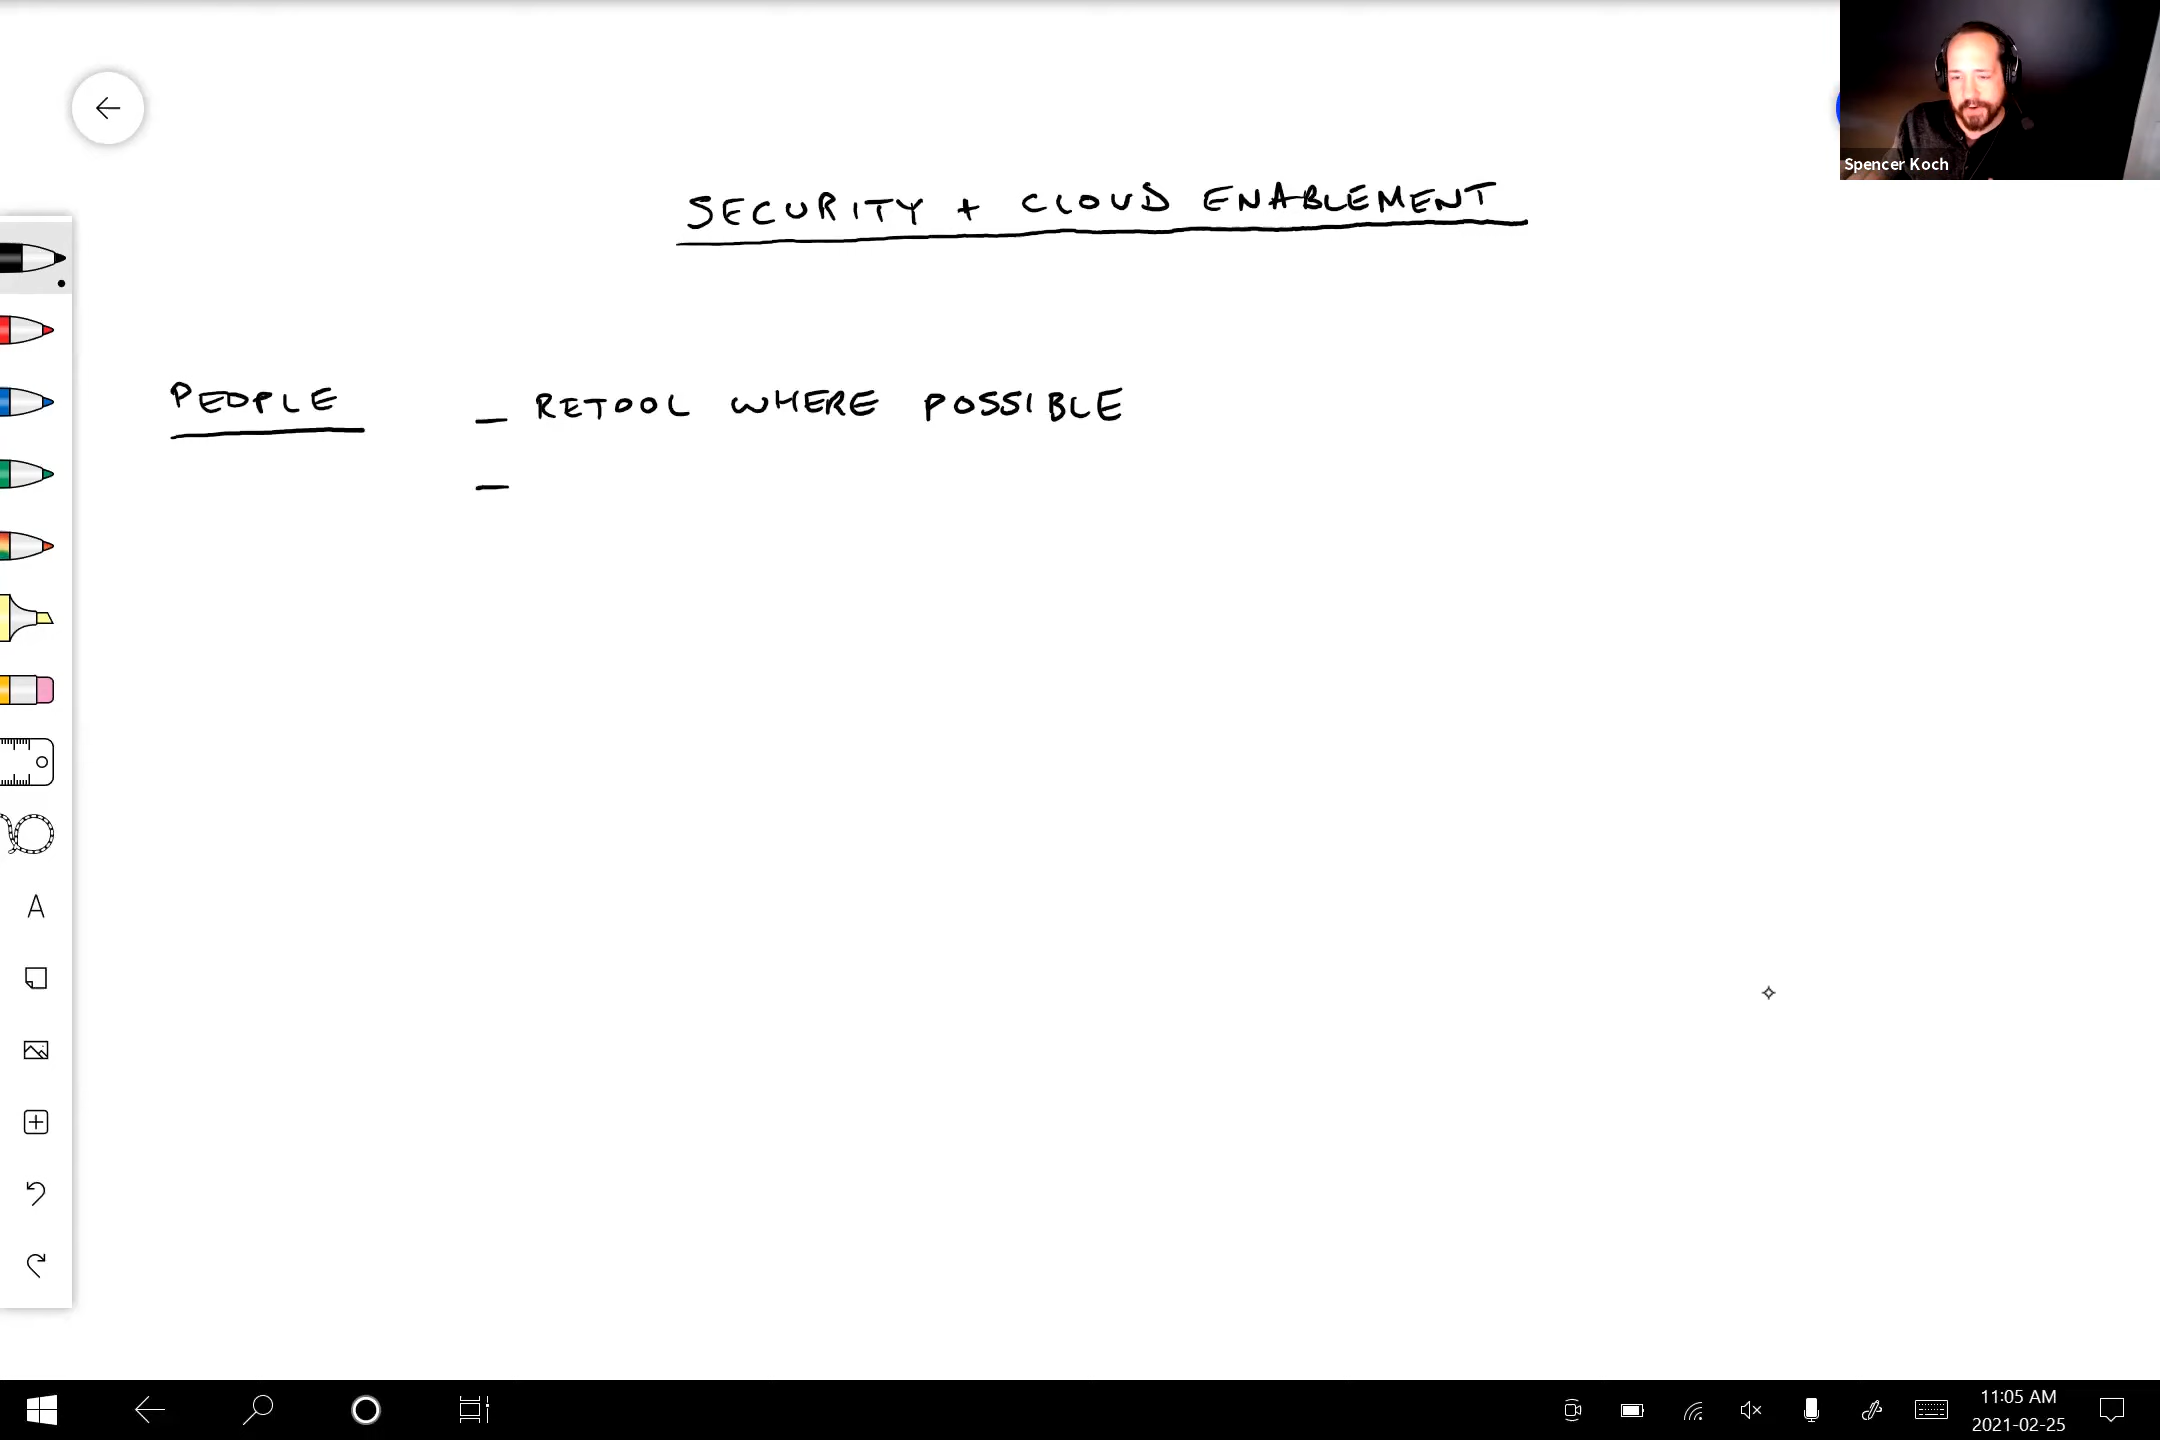 Spencer Koch
SECURITY + CLOUD ENABLEMENT
PEOPLE
– RETOOL WHERE POSSIBLE
–
A
11:05 AM
2021-02-25